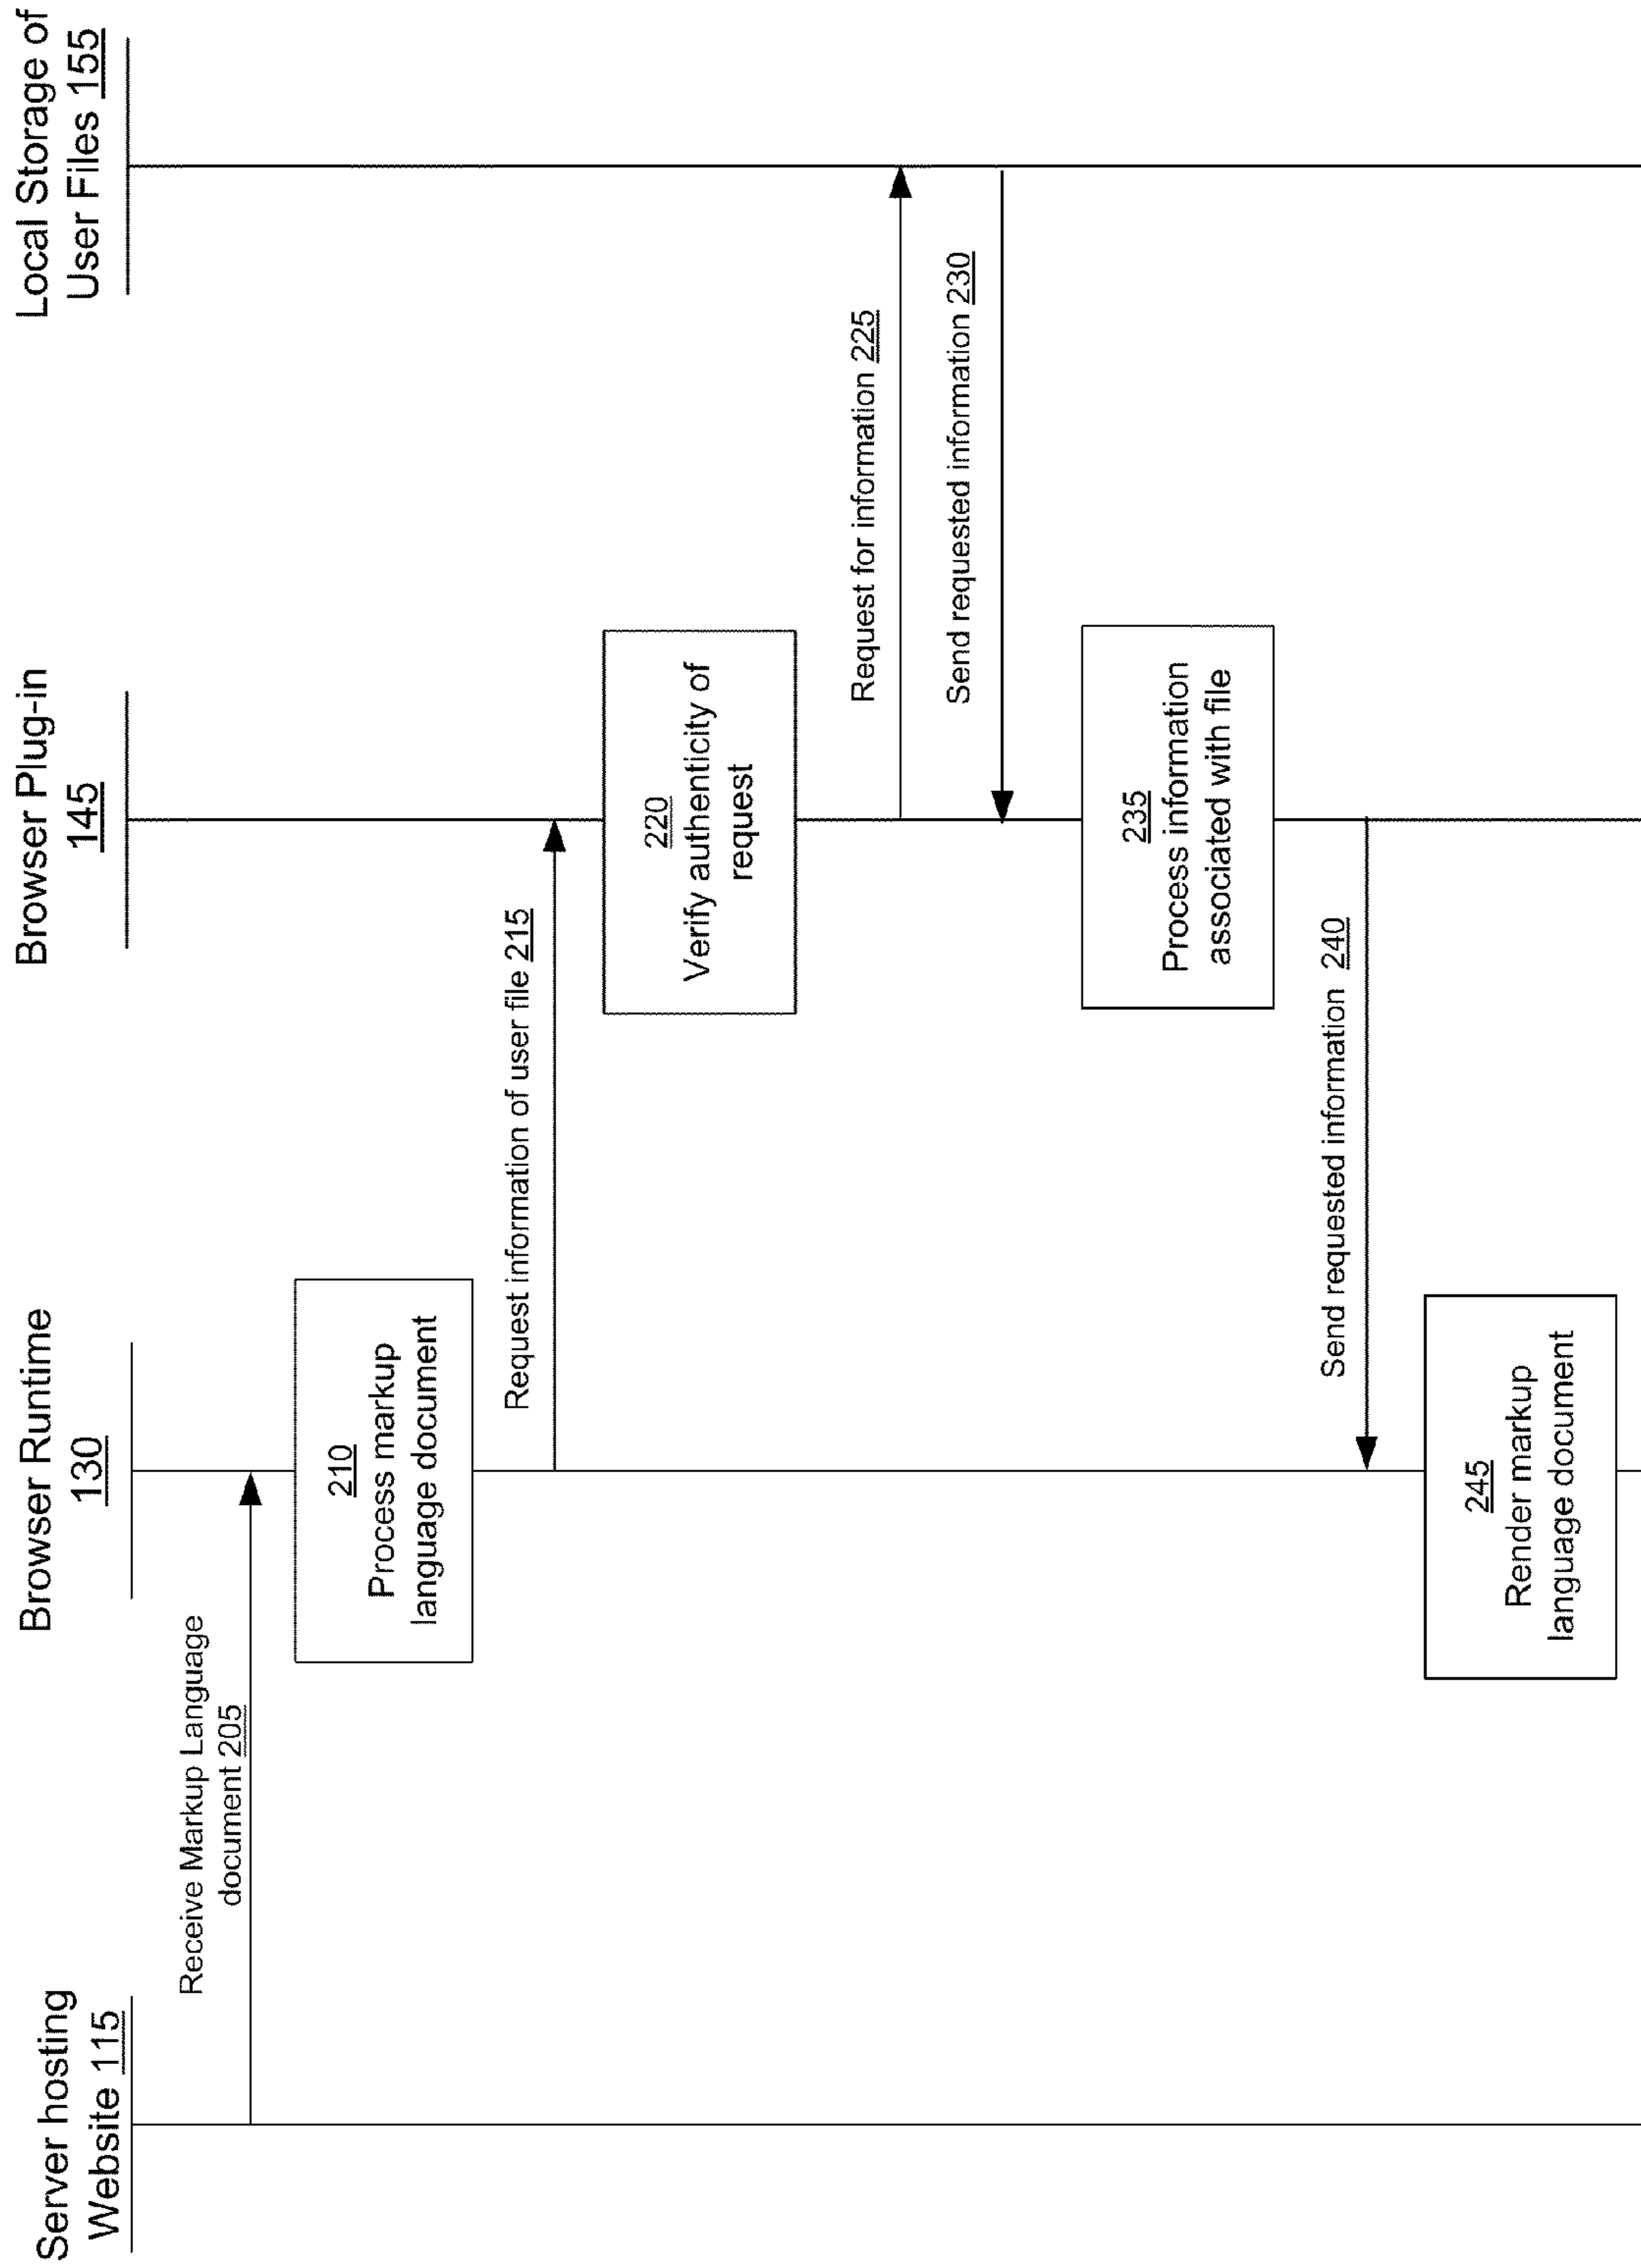 Server hosting
Website 115
Browser Runtime
130
Browser Plug-in
145
Local Storage of
User Files 155
Receive Markup Language
document 205
210
Process markup
language document
Request information of user file 215
220
Verify authenticity of
request
Request for information 225
Send requested information 230
235
Process information
associated with file
Send requested information 240
245
Render markup
language document